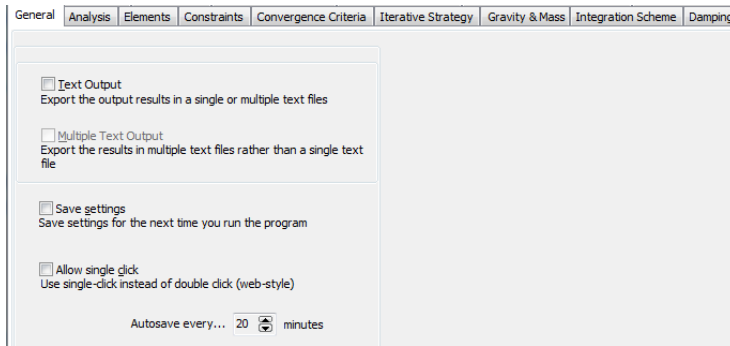 General Analysis Elements Constraints Convergence Criteria Iterative Strategy Gravity & Mass Integration Scheme Damping
Text Output
Export the output results in a single or multiple text files
Multiple Text Output
Export the results in multiple text files rather than a single text
file
Save settings
Save settings for the next time you run the program
Allow single click
Use single-click instead of double click (web-style)
Autosave every... 20 minutes